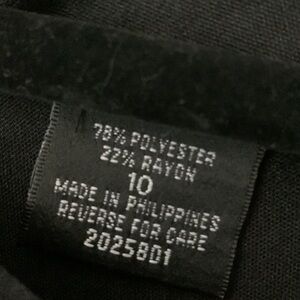 78% POLYESTER
22% RAYON
10
MADE IN PHILIPPINES
REVERSE FOR CARE
2025801